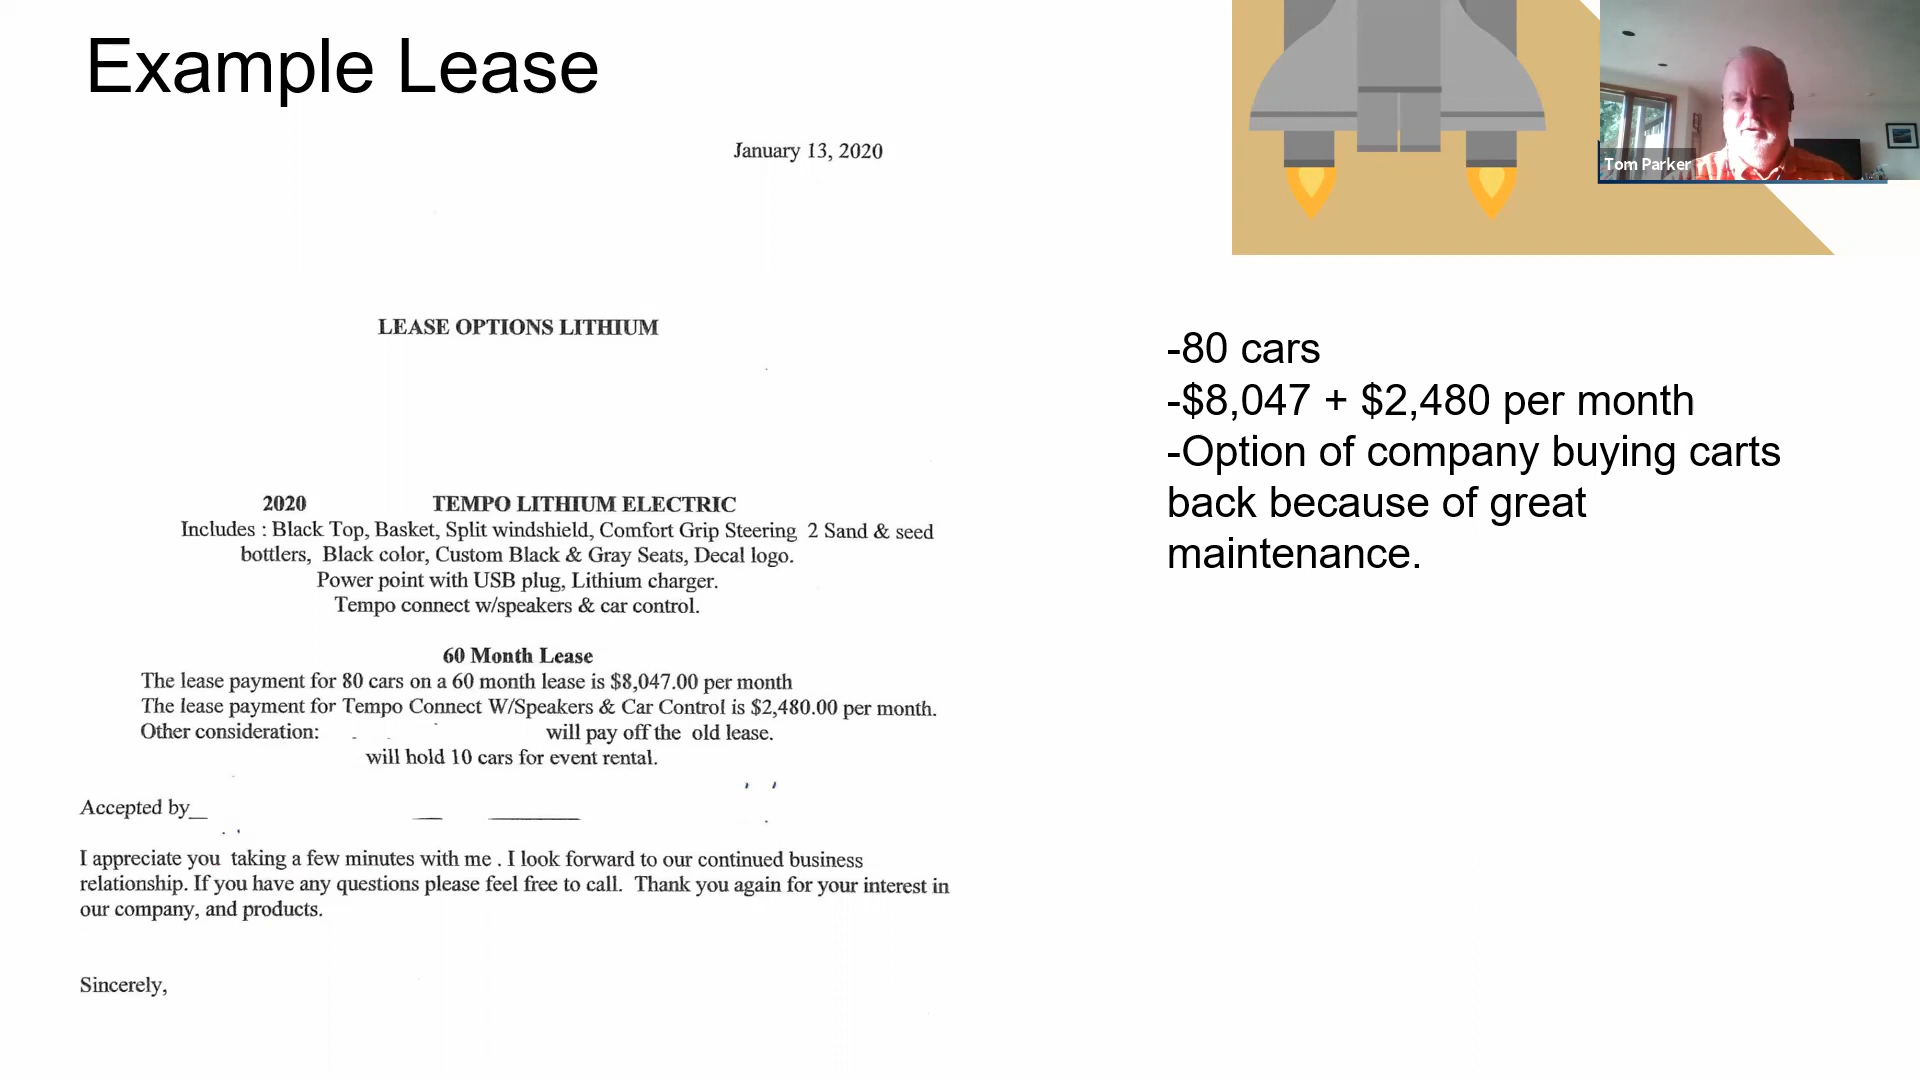 Example Lease
January 13, 2020
Tom Parker
LEASE OPTIONS LITHIUM
-80 cars
-$8,047 + $2,480 per month
-Option of company buying carts
back because of great
maintenance.
2020 TEMPO LITHIUM ELECTRIC
Includes : Black Top, Basket, Split windshield, Comfort Grip Steering 2 Sand & seed
bottlers, Black color, Custom Black & Gray Seats, Decal logo.
Power point with USB plug, Lithium charger.
Tempo connect w/speakers & car control.
60 Month Lease
The lease payment for 80 cars on a 60 month lease is $8,047.00 per month
The lease payment for Tempo Connect W/Speakers & Car Control is $2,480.00 per month.
Other consideration: will pay off the old lease.
will hold 10 cars for event rental.
Accepted by
I appreciate you taking a few minutes with me . I look forward to our continued business
relationship. If you have any questions please feel free to call. Thank you again for your interest in
our company, and products.
Sincerely,